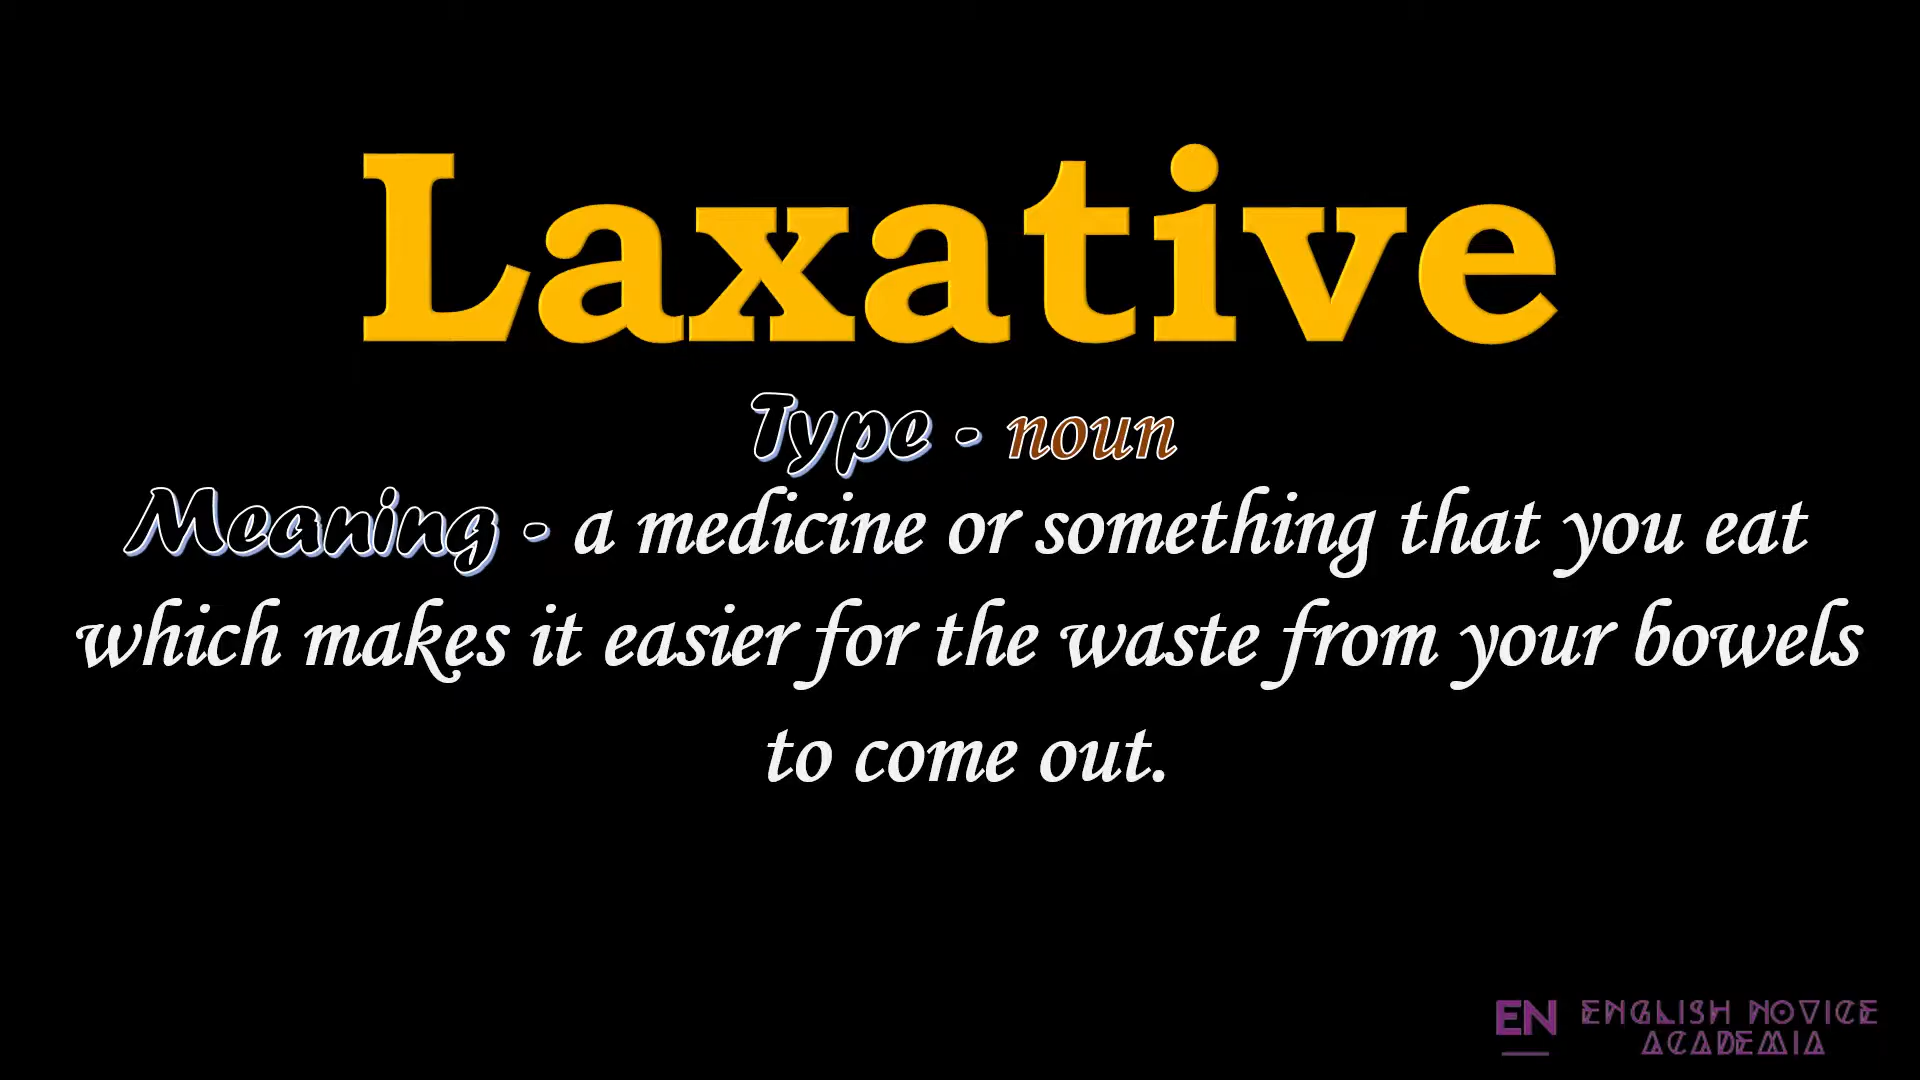 Laxative
Type - noun
Meaning - a medicine or something that you eat
which makes it easier for the waste from your bowels
to come out.
EN ENGLISH NOVICE
ACADEMIA